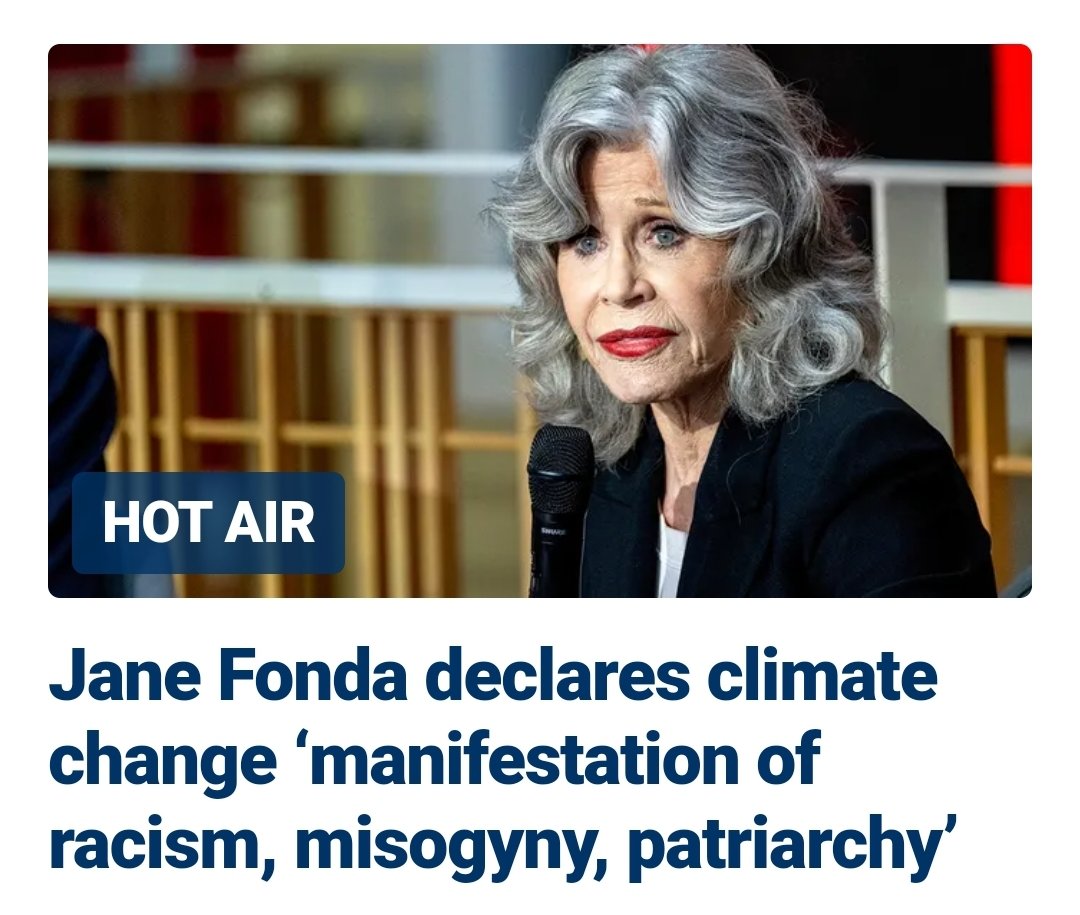 HOT AIR
Jane Fonda declares climate
change ‘manifestation of
racism, misogyny, patriarchy’